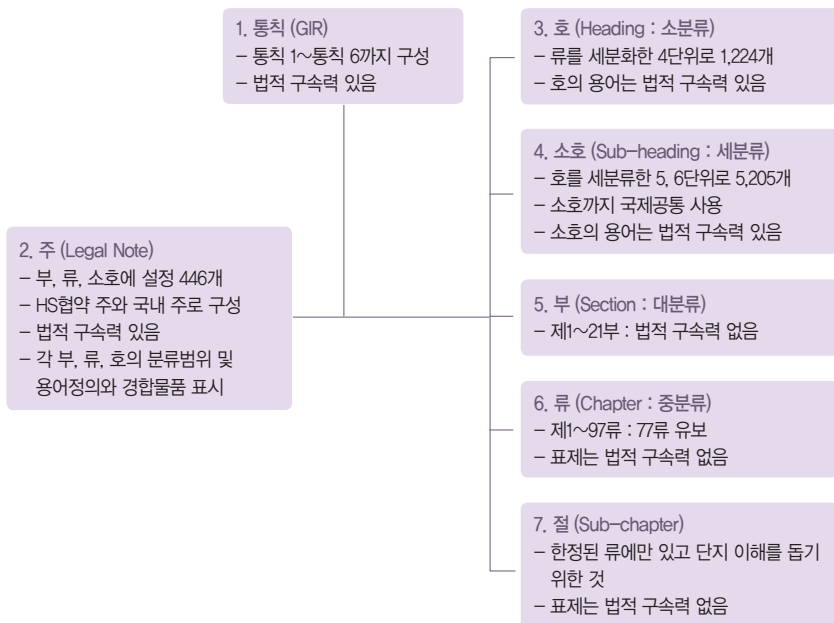 1. 통칙 (GIR)
– 통칙 1~통칙 6까지 구성
– 법적 구속력 있음
2. 주 (Legal Note)
– 부, 류, 소호에 설정 446개
– HS협약 주와 국내 주로 구성
– 법적 구속력 있음
– 각 부, 류, 호의 분류범위 및
용어정의와 경합물품 표시
3. 호 (Heading : 소분류)
– 류를 세분화한 4단위로 1,224개
– 호의 용어는 법적 구속력 있음
4. 소호 (Sub-heading : 세분류)
– 호를 세분류한 5, 6단위로 5,205개
– 소호까지 국제공통 사용
– 소호의 용어는 법적 구속력 있음
5. 부 (Section : 대분류)
– 제1~21부 : 법적 구속력 없음
6. 류 (Chapter : 중분류)
– 제1~97류 : 77류 유보
– 표제는 법적 구속력 없음
7. 절 (Sub-chapter)
– 한정된 류에만 있고 단지 이해를 돕기
위한 것
– 표제는 법적 구속력 없음